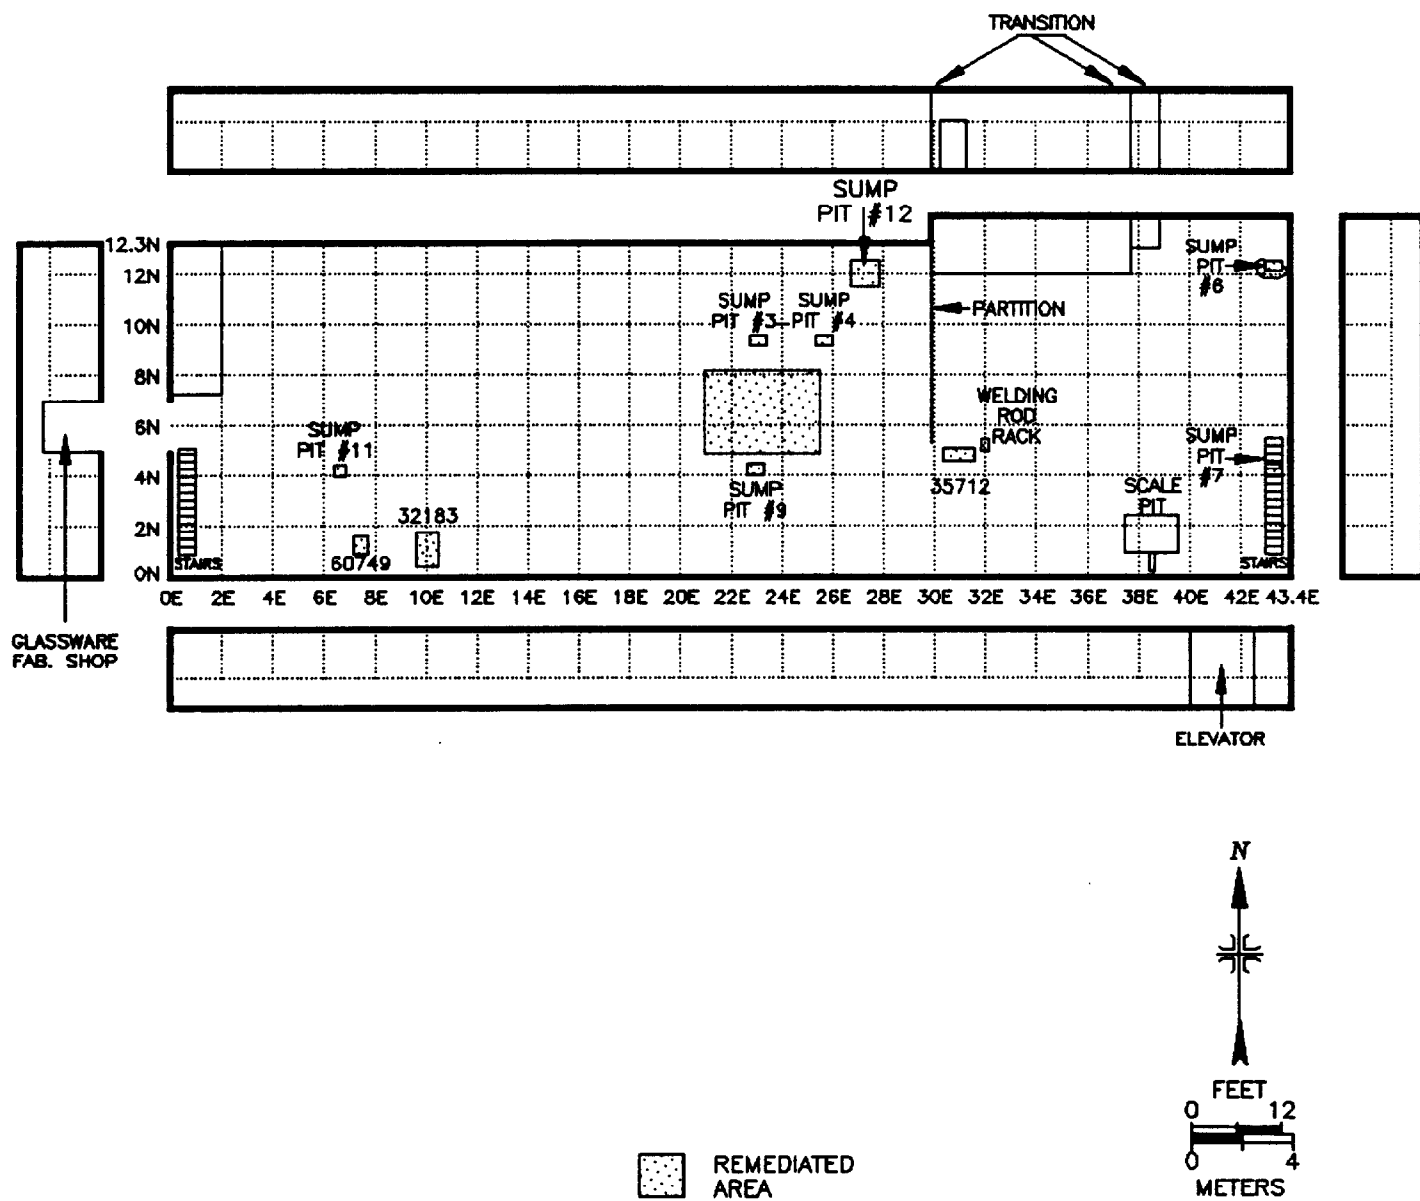 TRANSITION
SUMP
PIT #12
12.3N
12N
10N
8N
6N
4N
2N
0N
SUMP
PIT
#6
SUMP
PIT #3
SUMP
PIT #4
PARTITION
WELDING
ROD
RACK
SUMP
PIT #11
SUMP
PIT
#7
35712
SCALE
PIT
SUMP
PIT #9
32183
60749
STAIRS
STAIRS
0E 2E 4E 6E 8E 10E 12E 14E 16E 18E 20E 22E 24E 26E 28E 30E 32E 34E 36E 38E 40E 42E 43.4E
GLASSWARE
FAB. SHOP
ELEVATOR
N
FEET
0 12
0 4
METERS
REMEDIATED
AREA